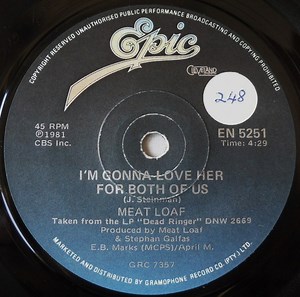 COPYRIGHT RESERVED. UNAUTHORISED PUBLIC PERFORMANCE BROADCASTING AND COPYING OF THIS RECORD PROHIBITED
Epic
CLEVELAND
248
45 RPM
℗1981
CBS Inc.
EN 5251
Time: 4:29
I'M GONNA LOVE HER
FOR BOTH OF US
(J. Steinman)
MEAT LOAF
Taken from the LP "Dead Ringer" DNW 2669
Produced by Meat Loaf
& Stephan Galfas
E.B. Marks (MCPS)/April M.
GRC 7357
MARKETED AND DISTRIBUTED BY GRAMOPHONE RECORD CO (PTY.) LTD.